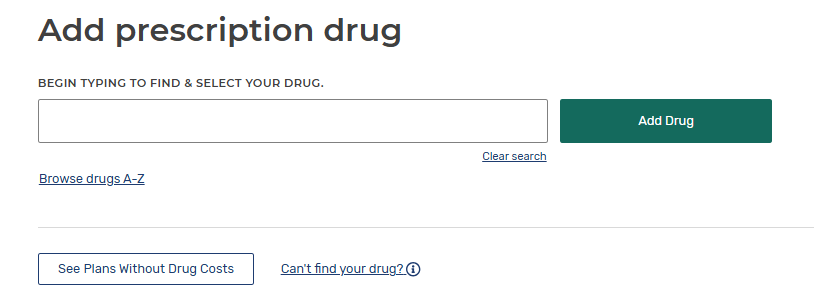 Add prescription drug
BEGIN TYPING TO FIND & SELECT YOUR DRUG.
Add Drug
Clear search
Browse drugs A-Z
See Plans Without Drug Costs
Can't find your drug?